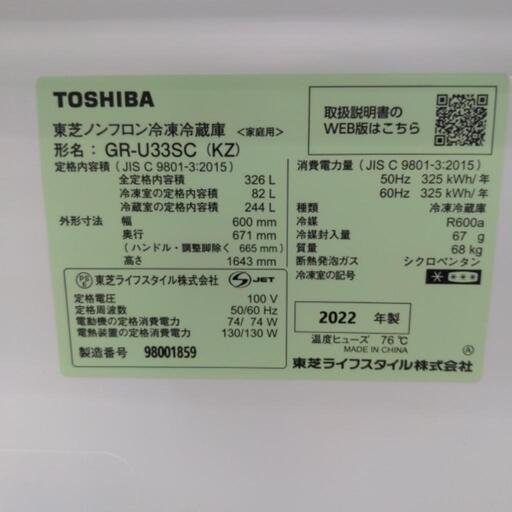 TOSHIBA
東芝ノンフロン冷凍冷蔵庫 <家庭用>
形名： GR-U33SC (KZ)
定格内容積 (JIS C 9801-3:2015)
全定格内容積 326 L
冷凍室の定格内容積 82 L
冷蔵室の定格内容積 244 L
外形寸法 幅 600 mm
奥行 671 mm
(ハンドル・調整脚除く 665 mm)
高さ 1643 mm
PS E 東芝ライフスタイル株式会社 S-JET
定格電圧 100 V
定格周波数 50/60 Hz
電動機の定格消費電力 74/ 74 W
電熱装置の定格消費電力 130/130 W
製造番号 98001859
取扱説明書の
WEB版はこちら
消費電力量 (JIS C 9801-3:2015)
50Hz 325 kWh/年
60Hz 325 kWh/年
種類 冷凍冷蔵庫
冷媒 R600a
冷媒封入量 67 g
質量 68 kg
断熱発泡ガス シクロペンタン
冷凍室の記号
2022 年製
温度ヒューズ 76℃
MADE IN CHINA
A
東芝ライフスタイル株式会社